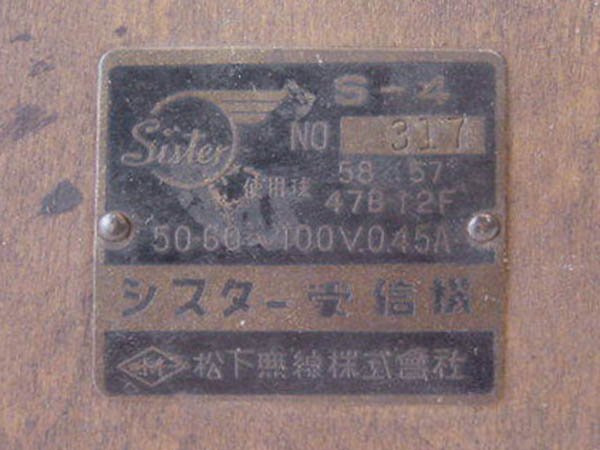 S-4
Sister
NO 317
使用球 58 57
47B 12F
50-60~ 100V.0.45A
シスター受信機
松下無線株式會社